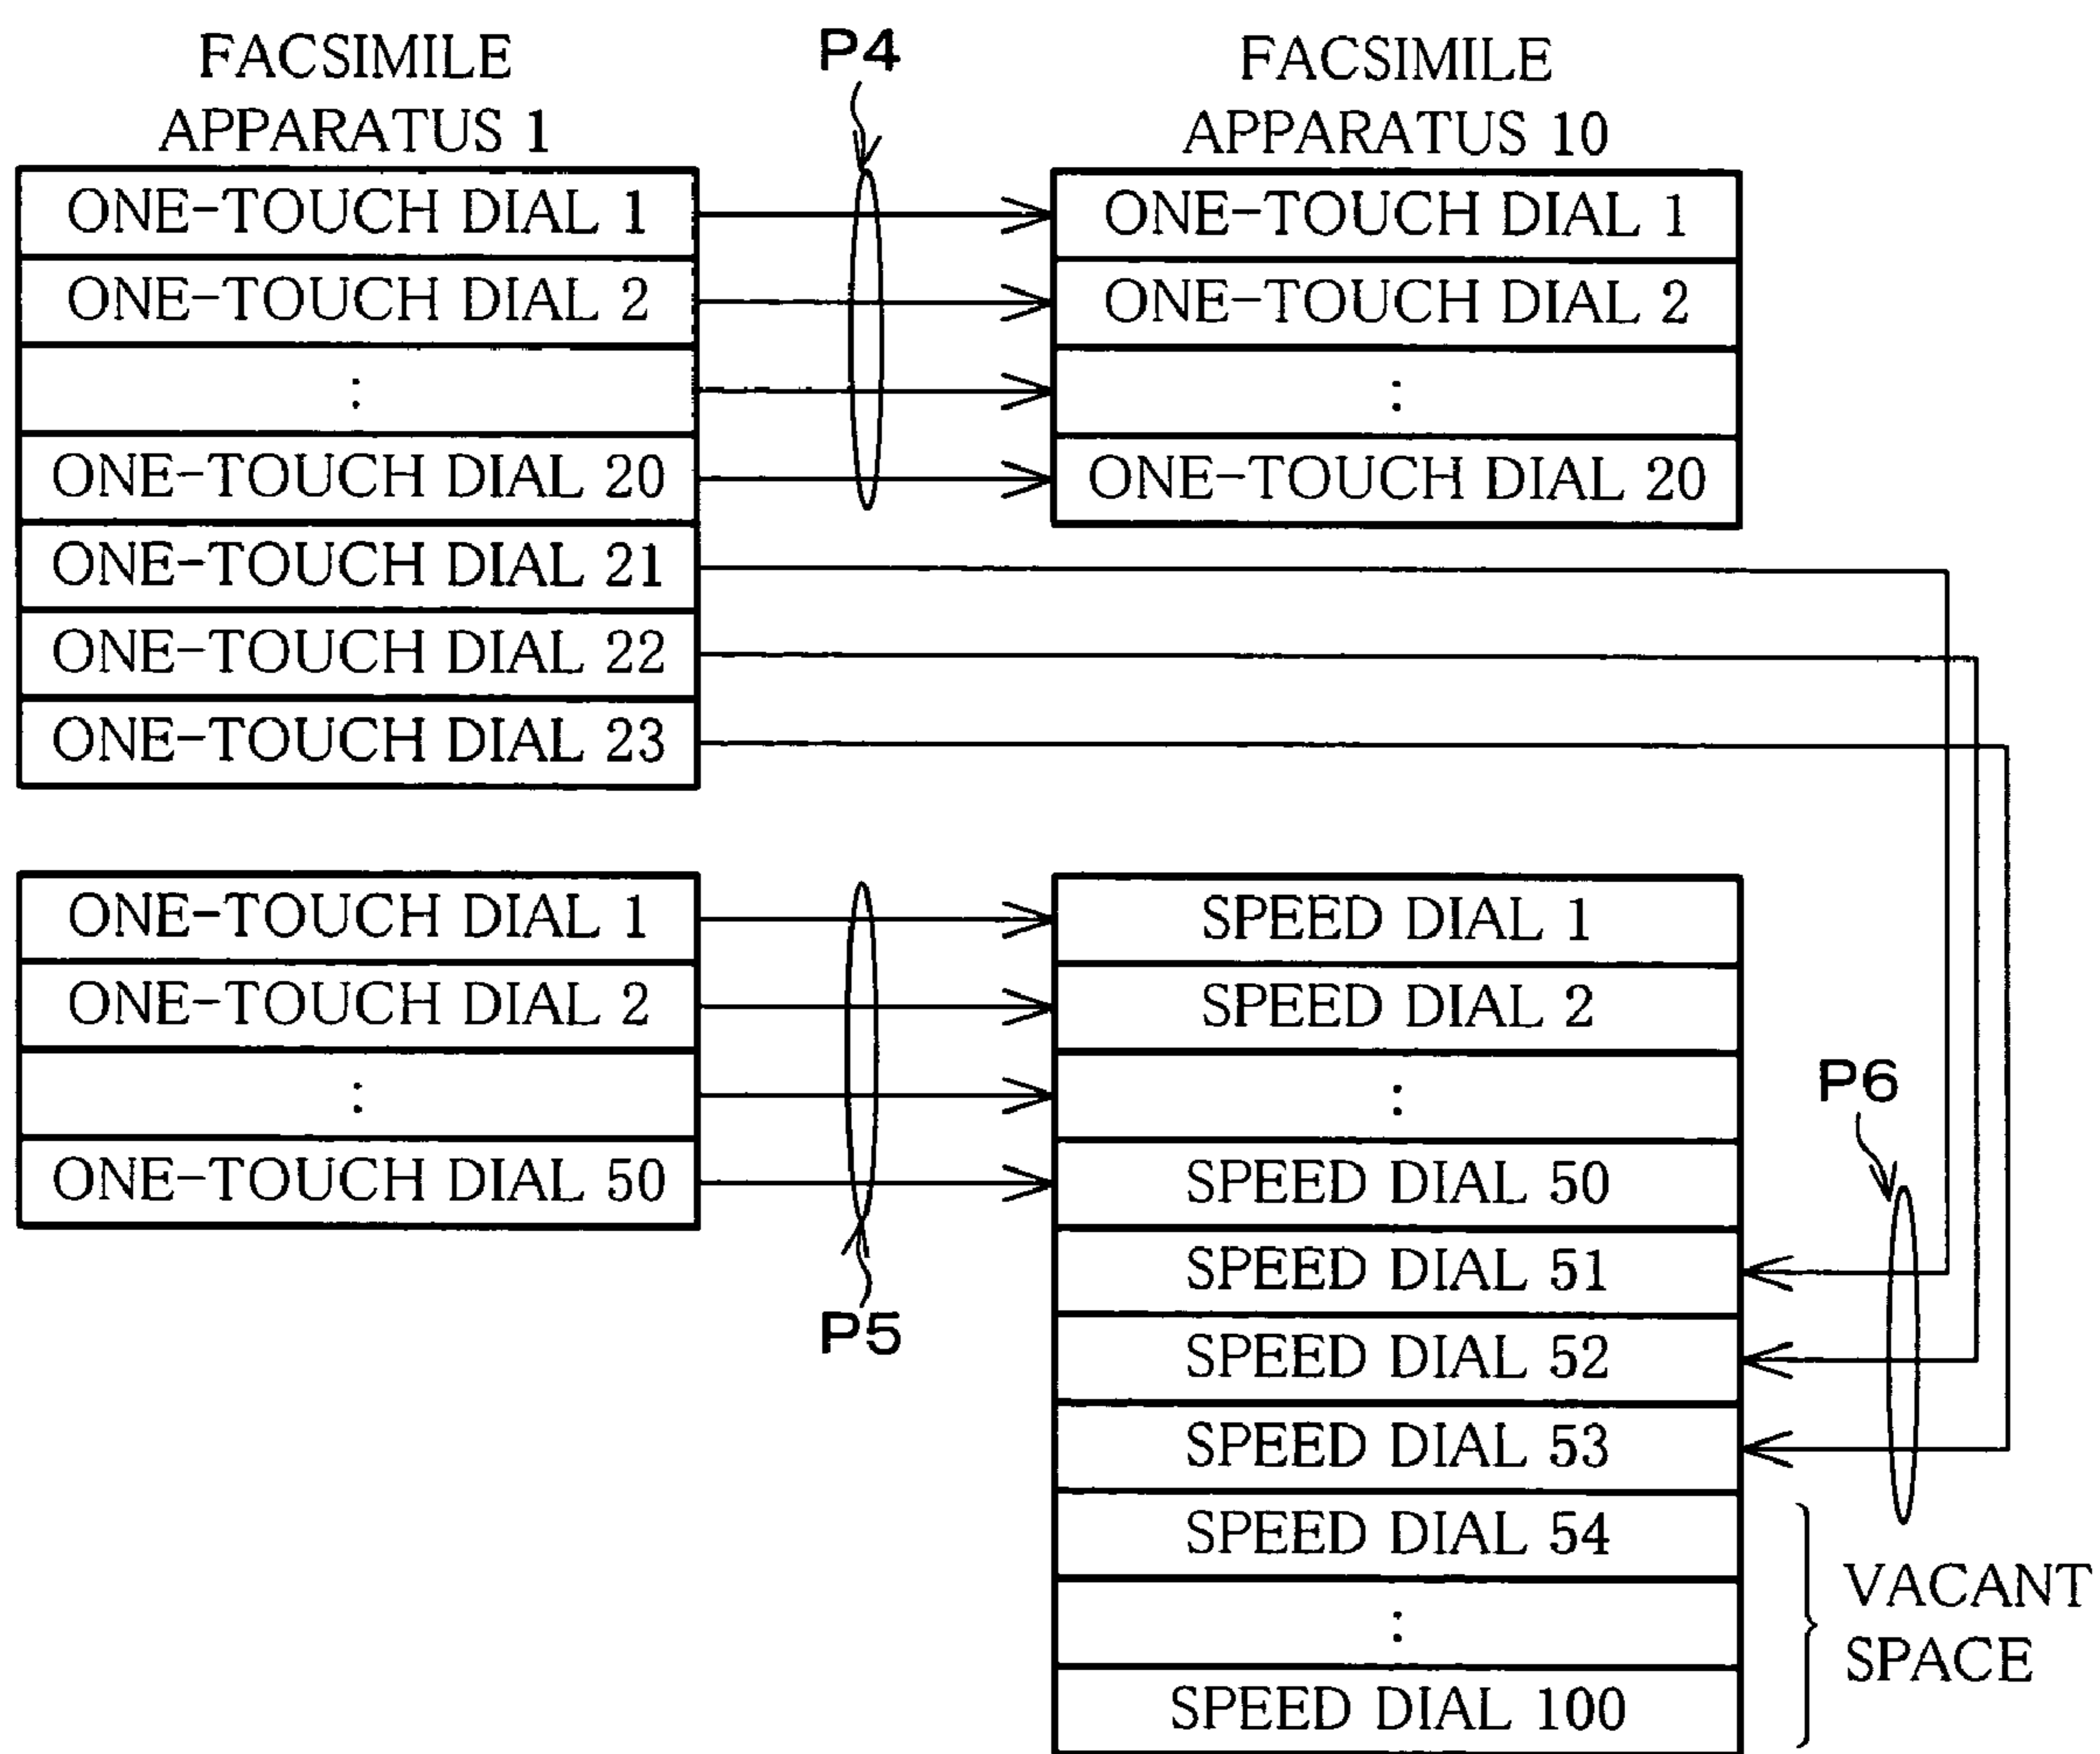 FACSIMILE
APPARATUS 1
ONE-TOUCH DIAL 1
ONE-TOUCH DIAL 2
:
ONE-TOUCH DIAL 20
ONE-TOUCH DIAL 21
ONE-TOUCH DIAL 22
ONE-TOUCH DIAL 23
P4
FACSIMILE
APPARATUS 10
ONE-TOUCH DIAL 1
ONE-TOUCH DIAL 2
:
ONE-TOUCH DIAL 20
ONE-TOUCH DIAL 1
ONE-TOUCH DIAL 2
:
ONE-TOUCH DIAL 50
P5
SPEED DIAL 1
SPEED DIAL 2
:
SPEED DIAL 50
SPEED DIAL 51
SPEED DIAL 52
SPEED DIAL 53
SPEED DIAL 54
:
SPEED DIAL 100
P6
VACANT
SPACE